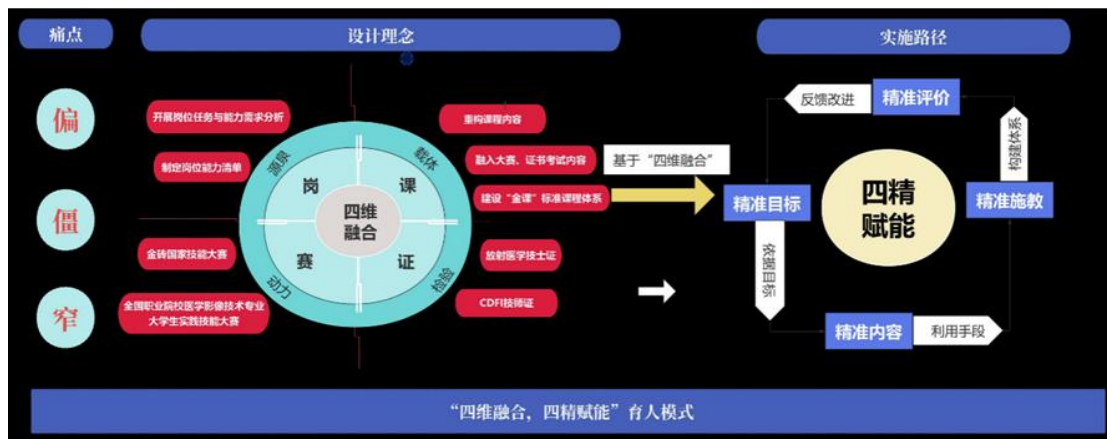 痛点
设计理念
实施路径
偏
僵
窄
开展岗位任务与能力需求分析
制定岗位能力清单
金砖国家技能大赛
全国职业院校医学影像技术专业
大学生实践技能大赛
源泉
载体
动力
检验
岗
课
赛
证
四维
融合
重构课程内容
融入大赛、证书考试内容
建设“金课”标准课程体系
放射医学技士证
CDFI技师证
基于“四维融合”
精准目标
依据目标
精准内容
利用手段
精准施教
构建体系
精准评价
反馈改进
四精
赋能
“四维融合，四精赋能”育人模式